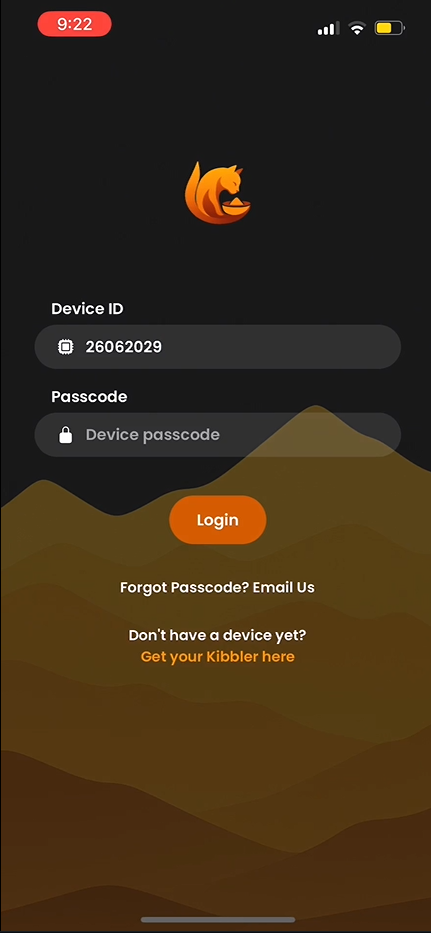 9:22
Device ID
26062029
Passcode
Device passcode
Login
Forgot Passcode? Email Us
Don't have a device yet?
Get your Kibbler here